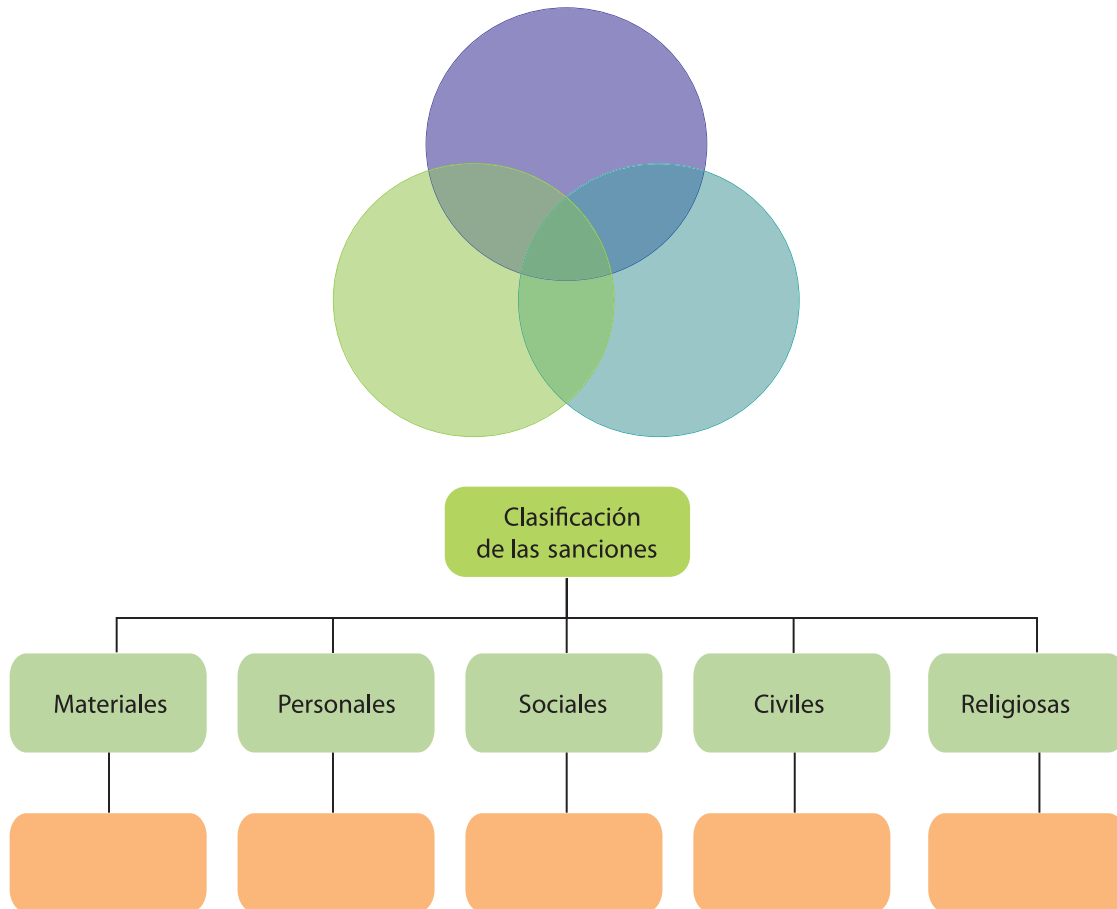 Clasificación
de las sanciones
Materiales
Personales
Sociales
Civiles
Religiosas